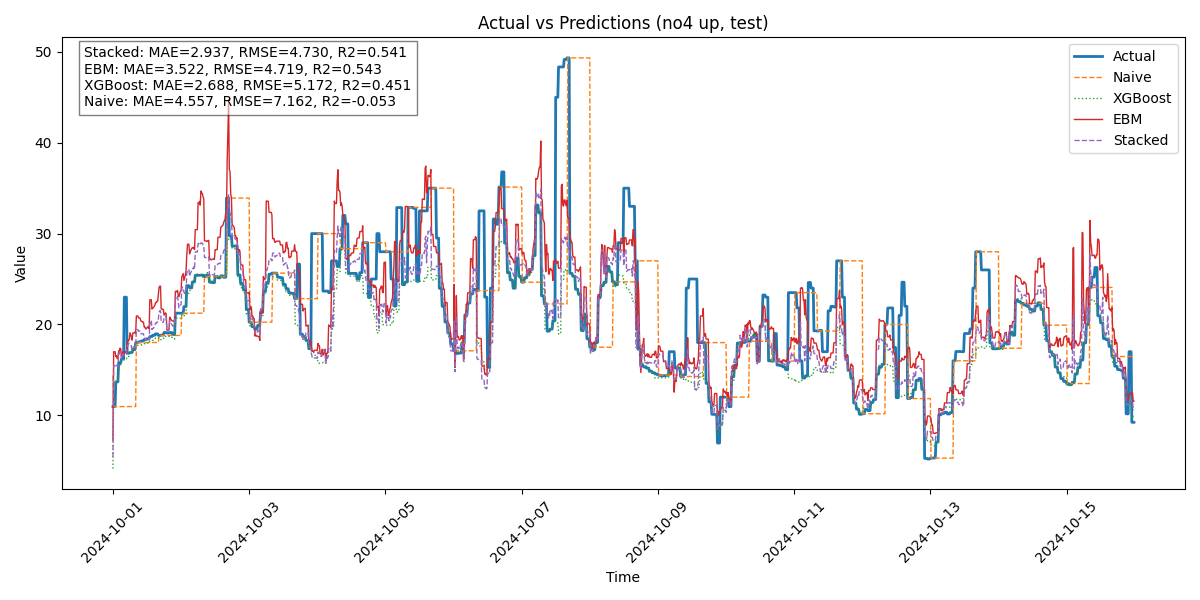 Actual vs Predictions (no4 up, test)
Stacked: MAE=2.937, RMSE=4.730, R2=0.541
EBM: MAE=3.522, RMSE=4.719, R2=0.543
XGBoost: MAE=2.688, RMSE=5.172, R2=0.451
Naive: MAE=4.557, RMSE=7.162, R2=-0.053
Actual
Naive
XGBoost
EBM
Stacked
Value
50
40
30
20
10
2024-10-01
2024-10-03
2024-10-05
2024-10-07
2024-10-09
2024-10-11
2024-10-13
2024-10-15
Time